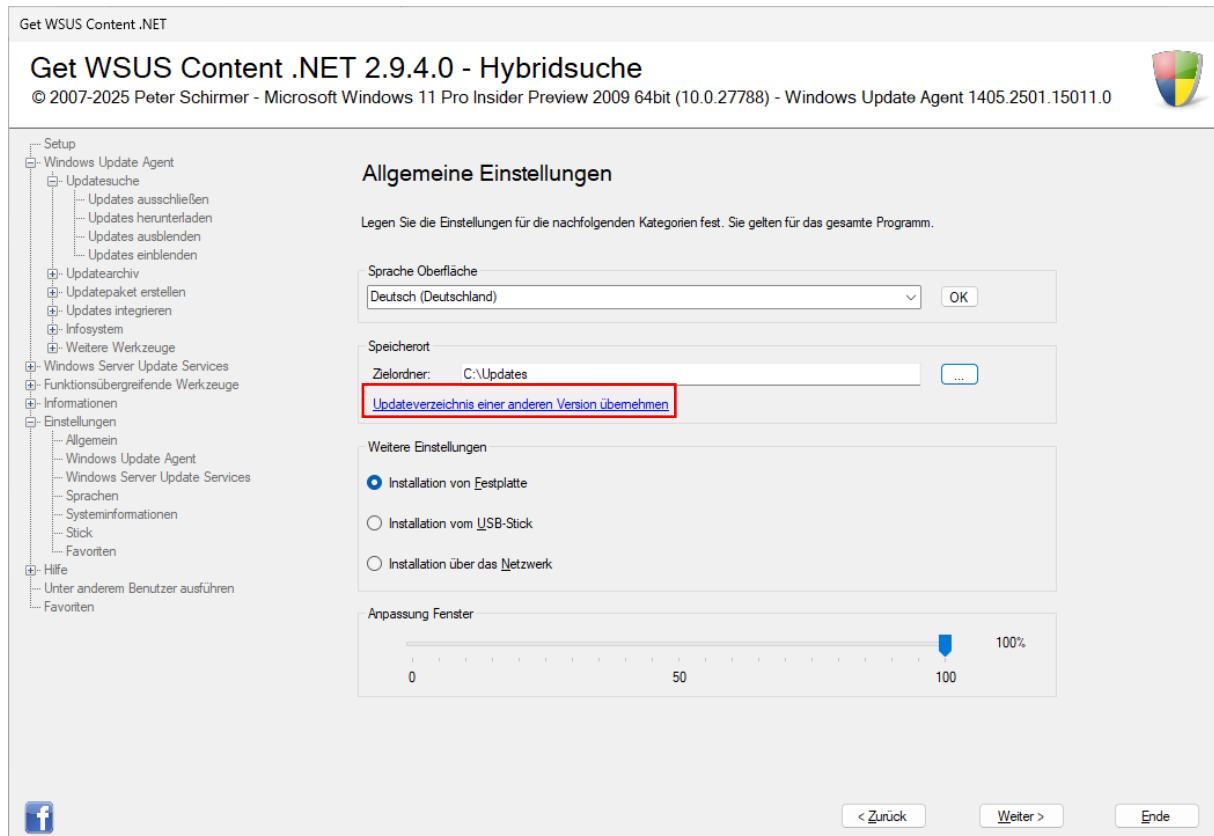 Get WSUS Content .NET
Get WSUS Content .NET 2.9.4.0 - Hybridsuche
© 2007-2025 Peter Schirmer - Microsoft Windows 11 Pro Insider Preview 2009 64bit (10.0.27788) - Windows Update Agent 1405.2501.15011.0
Setup
Windows Update Agent
Updatesuche
Updates ausschließen
Updates herunterladen
Updates ausblenden
Updates einblenden
Updatearchiv
Updatepaket erstellen
Updates integrieren
Infosystem
Weitere Werkzeuge
Windows Server Update Services
Funktionsübergreifende Werkzeuge
Informationen
Einstellungen
Allgemein
Windows Update Agent
Windows Server Update Services
Sprachen
Systeminformationen
Stick
Favoriten
Hilfe
Unter anderem Benutzer ausführen
Favoriten
Allgemeine Einstellungen
Legen Sie die Einstellungen für die nachfolgenden Kategorien fest. Sie gelten für das gesamte Programm.
Sprache Oberfläche
Deutsch (Deutschland) OK
Speicherort
Zielordner: C:\Updates ...
Updateverzeichnis einer anderen Version übernehmen
Weitere Einstellungen
Installation von Festplatte
Installation vom USB-Stick
Installation über das Netzwerk
Anpassung Fenster
100%
0 50 100
f
< Zurück Weiter > Ende